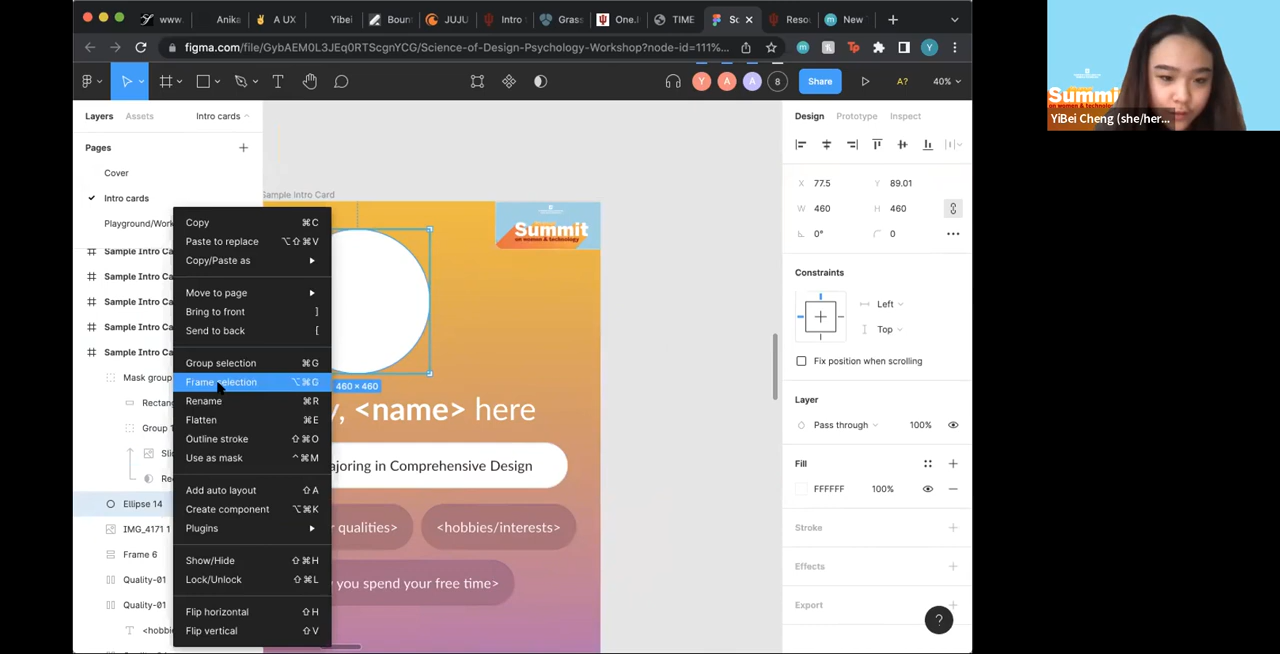 www.
Anika
A UX
Yibei
Boun
JUJU
Intro
Grass
One.I
TIME
Sc
Reso
New
figma.com/file/GybAEM0L3JEq0RTScgnYCG/Science-of-Design-Psychology-Workshop?node-id=111%...
Y
Y A A 8 Share A? 40%
Layers Assets Intro cards
Pages
Cover
Intro cards
Playground/Work
Sample Intro Ca
Sample Intro Ca
Sample Intro Ca
Sample Intro Ca
Sample Intro Ca
Mask group
Rectang
Group 1
Slid
Rec
Ellipse 14
IMG_4171 1
Frame 6
Quality-01
Quality-01
<hobbie
Copy ⌘C
Paste to replace ⌥⇧⌘V
Copy/Paste as
Move to page
Bring to front ]
Send to back [
Group selection ⌘G
Frame selection ⌥⌘G
Rename ⌘R
Flatten ⌘E
Outline stroke ⇧⌘O
Use as mask ^⌘M
Add auto layout ⇧A
Create component ⌥⌘K
Plugins
Show/Hide ⇧⌘H
Lock/Unlock ⇧⌘L
Flip horizontal ⇧H
Flip vertical ⇧V
Sample Intro Card
Summit
on women & technology
460 × 460
y, <name> here
ajoring in Comprehensive Design
r qualities>
<hobbies/interests>
you spend your free time>
Design Prototype Inspect
X 77.5 Y 89.01
W 460 H 460
0° 0
Constraints
Left
Top
Fix position when scrolling
Layer
Pass through 100%
Fill
FFFFFF 100%
Stroke
Effects
Export
?
Summit
YiBei Cheng (she/her...